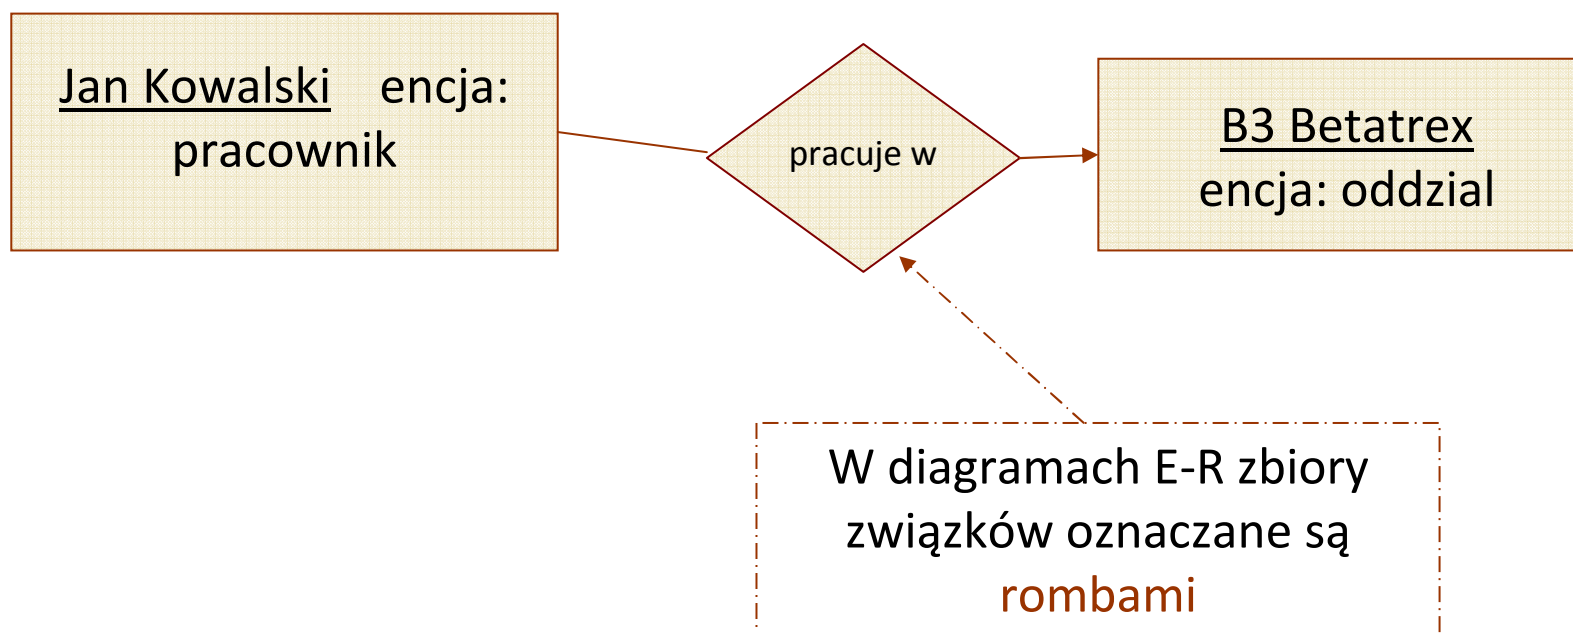 Jan Kowalski encja:
pracownik
pracuje w
B3 Betatrex
encja: oddzial
W diagramach E-R zbiory
związków oznaczane są
rombami